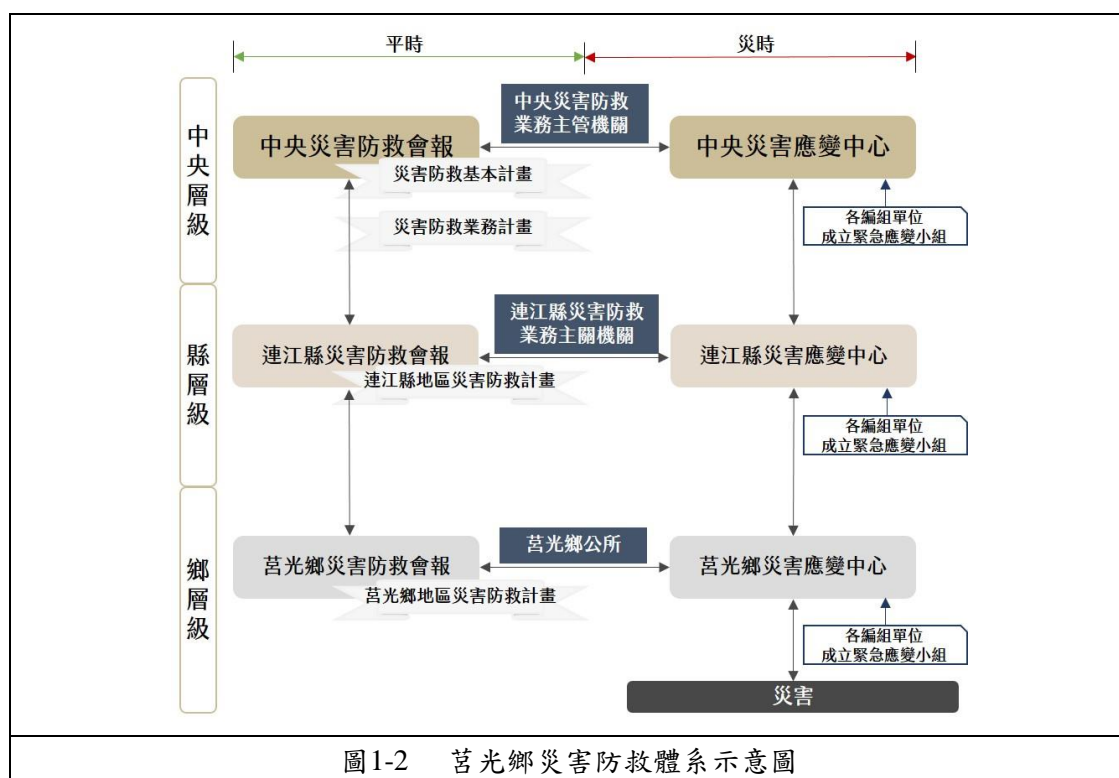 平時
災時
中央層級
中央災害防救
業務主管機關
中央災害防救會報
中央災害應變中心
災害防救基本計畫
災害防救業務計畫
各編組單位
成立緊急應變小組
縣層級
連江縣災害防救
業務主關機關
連江縣災害防救會報
連江縣災害應變中心
連江縣地區災害防救計畫
各編組單位
成立緊急應變小組
鄉層級
莒光鄉公所
莒光鄉災害防救會報
莒光鄉災害應變中心
莒光鄉地區災害防救計畫
各編組單位
成立緊急應變小組
災害
圖1-2 莒光鄉災害防救體系示意圖